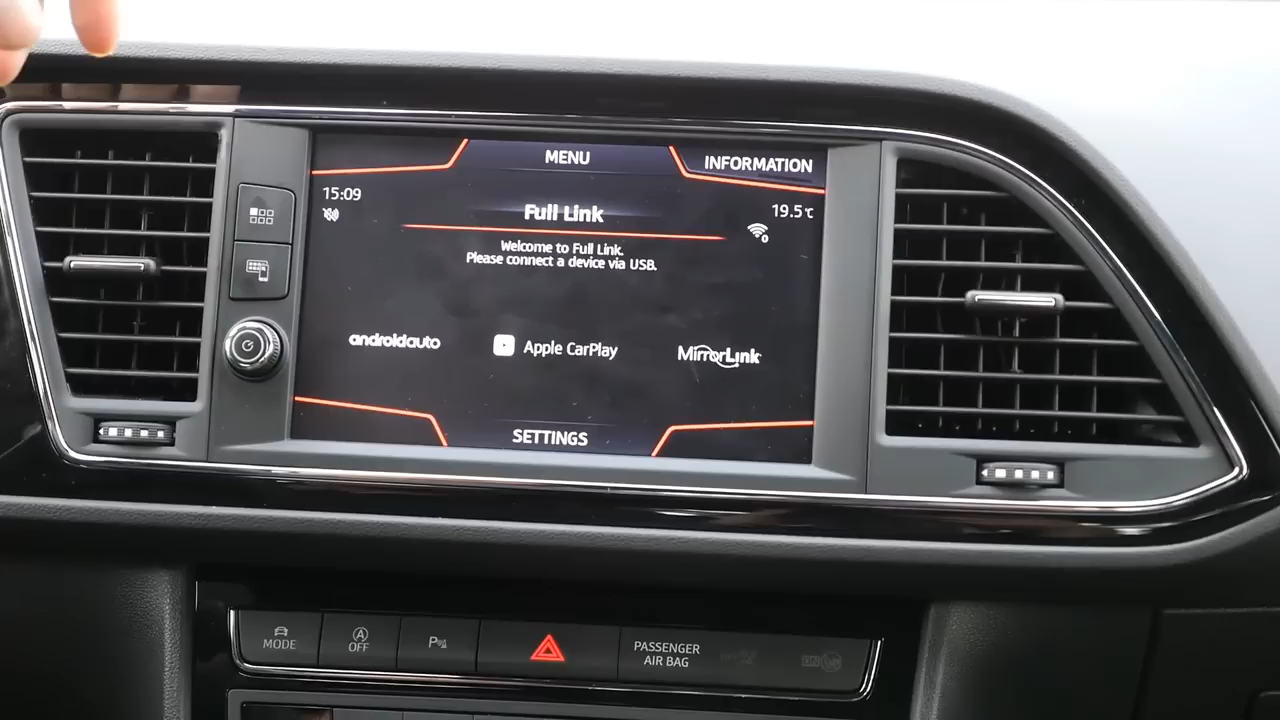 MENU
INFORMATION
15:09
19.5°C
Full Link
0
Welcome to Full Link.
Please connect a device via USB.
androidauto
Apple CarPlay
MirrorLink
SETTINGS
MODE
A
OFF
P
PASSENGER
AIR BAG